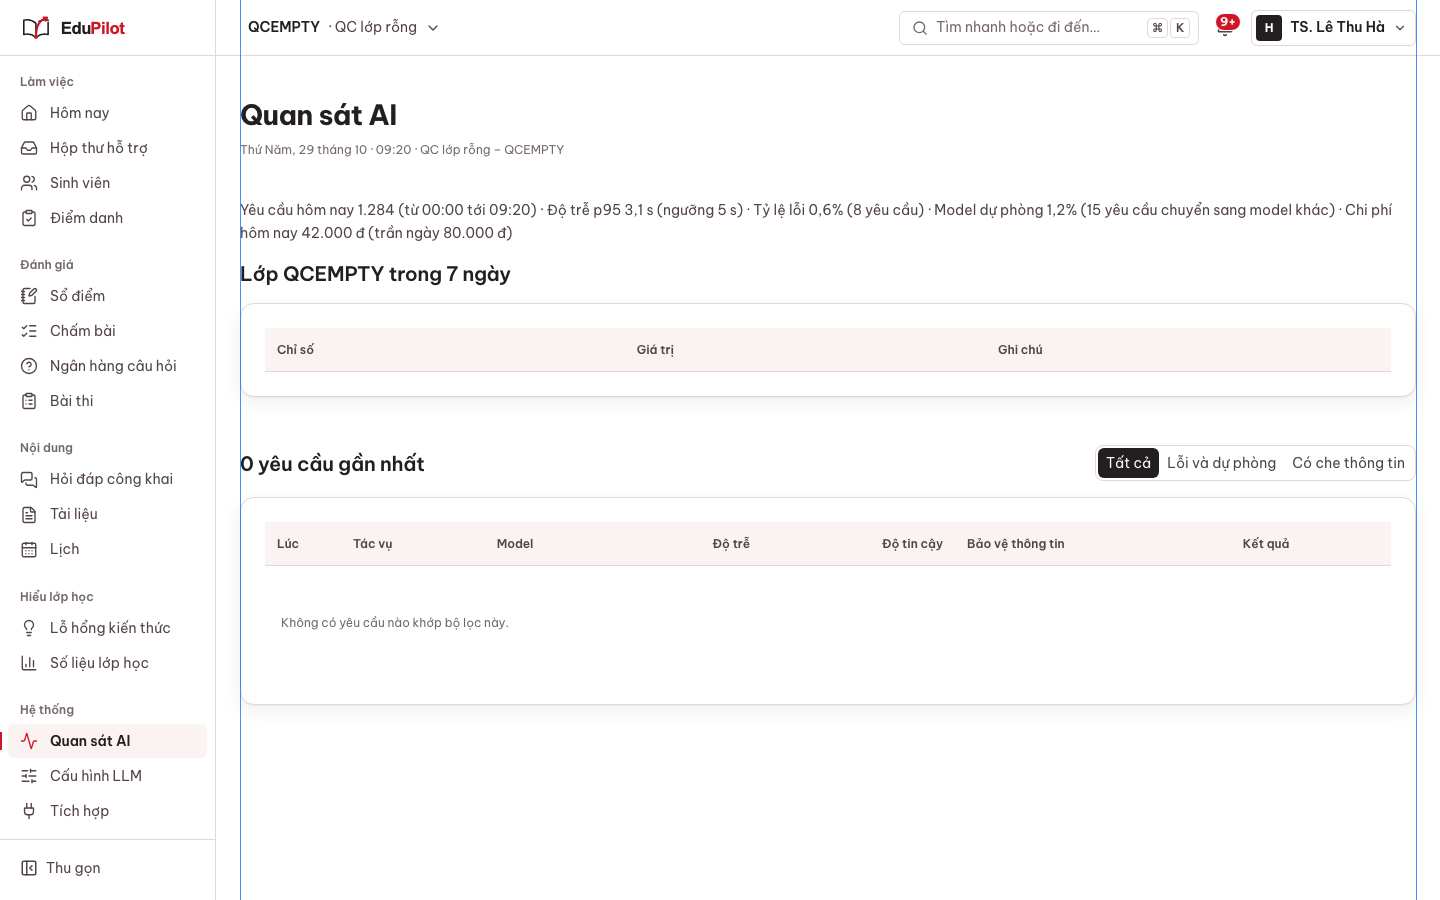 EduPilot
QCEMPTY · QC lớp rỗng
Tìm nhanh hoặc đi đến...
⌘ K
9+
H
TS. Lê Thu Hà
Làm việc
Hôm nay
Hộp thư hỗ trợ
Sinh viên
Điểm danh
Đánh giá
Sổ điểm
Chấm bài
Ngân hàng câu hỏi
Bài thi
Nội dung
Hỏi đáp công khai
Tài liệu
Lịch
Hiểu lớp học
Lỗ hổng kiến thức
Số liệu lớp học
Hệ thống
Quan sát AI
Cấu hình LLM
Tích hợp
Thu gọn
Quan sát AI
Thứ Năm, 29 tháng 10 · 09:20 · QC lớp rỗng – QCEMPTY
Yêu cầu hôm nay 1.284 (từ 00:00 tới 09:20) · Độ trễ p95 3,1 s (ngưỡng 5 s) · Tỷ lệ lỗi 0,6% (8 yêu cầu) · Model dự phòng 1,2% (15 yêu cầu chuyển sang model khác) · Chi phí
hôm nay 42.000 đ (trần ngày 80.000 đ)
Lớp QCEMPTY trong 7 ngày
Chỉ số Giá trị Ghi chú
0 yêu cầu gần nhất
Tất cả Lỗi và dự phòng Có che thông tin
Lúc Tác vụ Model Độ trễ Độ tin cậy Bảo vệ thông tin Kết quả
Không có yêu cầu nào khớp bộ lọc này.